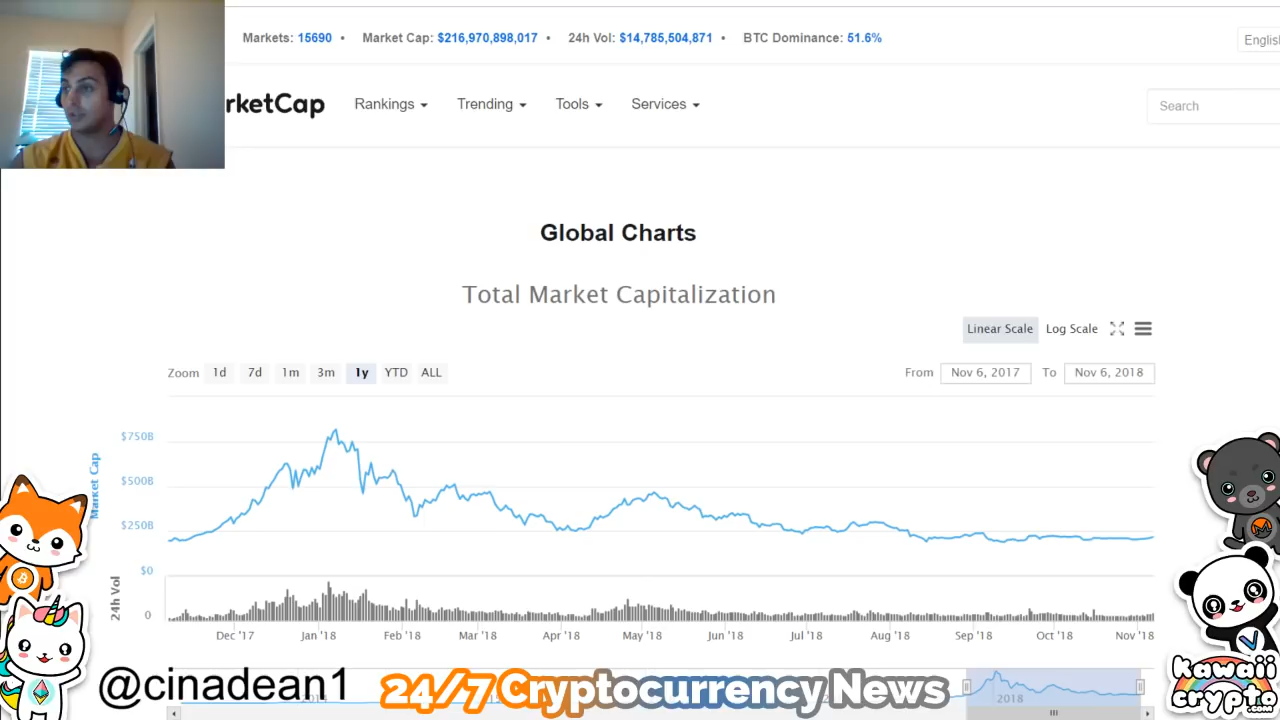 Markets: 15690 • Market Cap: $216,970,898,017 • 24h Vol: $14,785,504,871 • BTC Dominance: 51.6%
English
rketCap Rankings Trending Tools Services
Search
Global Charts
Total Market Capitalization
Linear Scale Log Scale
Zoom 1d 7d 1m 3m 1y YTD ALL From Nov 6, 2017 To Nov 6, 2018
$750B
$500B
$250B
$0
Market Cap
24h Vol
0
Dec '17 Jan '18 Feb '18 Mar '18 Apr '18 May '18 Jun '18 Jul '18 Aug '18 Sep '18 Oct '18 Nov '18
2018
@cinadean1
24/7 Cryptocurrency News
kawaii
crypto.com